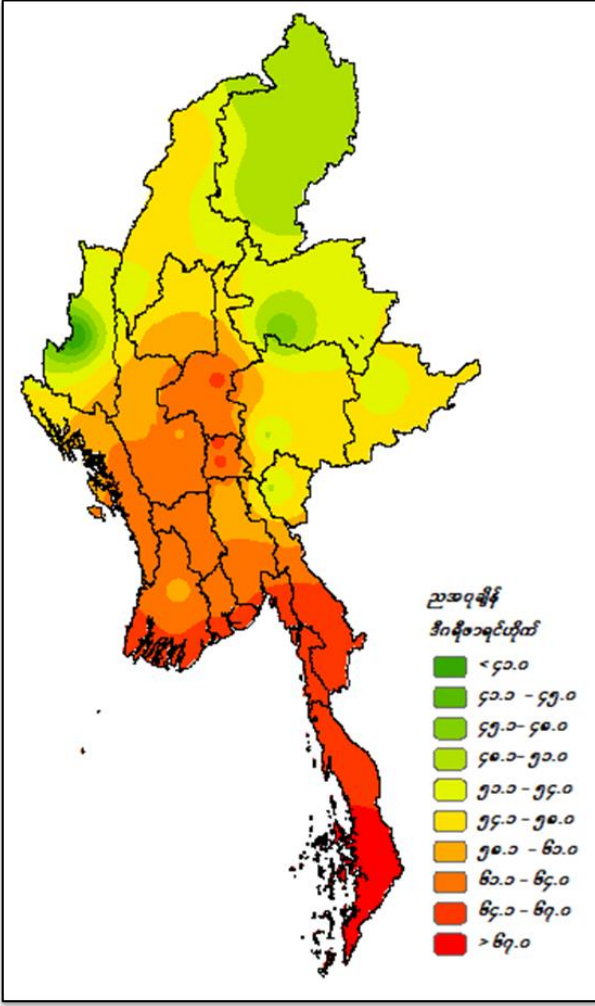 ညအပူချိန်
ဒီဂရီဇာရင်ဟိုက်
<၄၁.၀
၄၁.၁ - ၄၅.၀
၄၅.၁- ၄၈.၀
၄၈.၁-၅၁.၀
၅၁.၁ - ၅၄.၀
၅၄.၁ - ၅၈.၀
၅၈.၁ - ၆၁.၀
၆၁.၁ - ၆၄.၀
၆၄.၁ - ၆၇.၀
>၆၇.၀